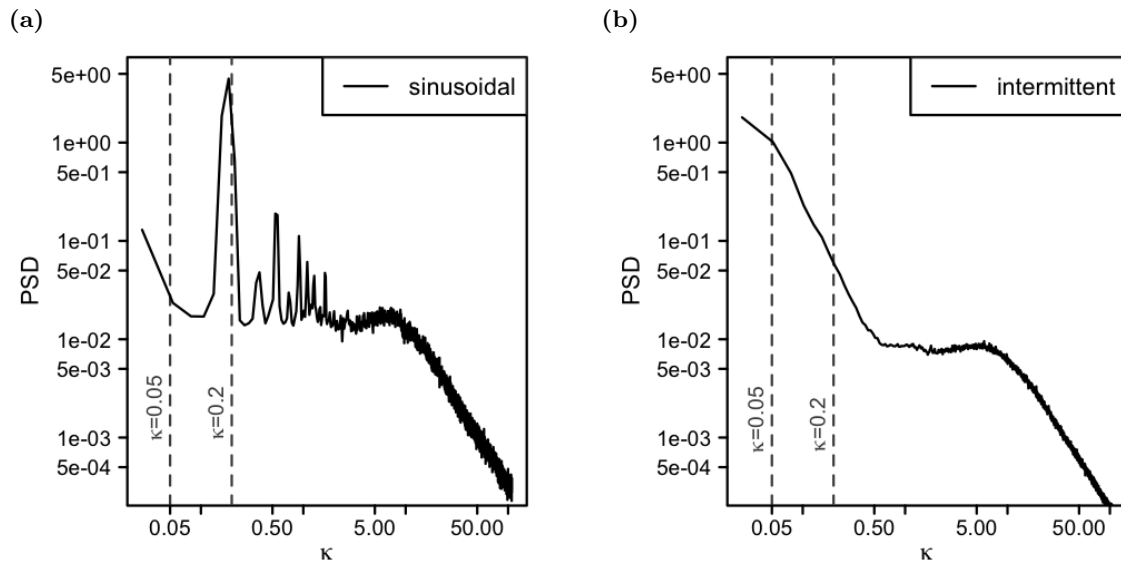 (a)
sinusoidal
PSD
5e+00
1e+00
5e-01
1e-01
5e-02
1e-02
5e-03
1e-03
5e-04
κ=0.05
κ=0.2
0.05 0.50 5.00 50.00
κ
(b)
intermittent
PSD
5e+00
1e+00
5e-01
1e-01
5e-02
1e-02
5e-03
1e-03
5e-04
κ=0.05
κ=0.2
0.05 0.50 5.00 50.00
κ